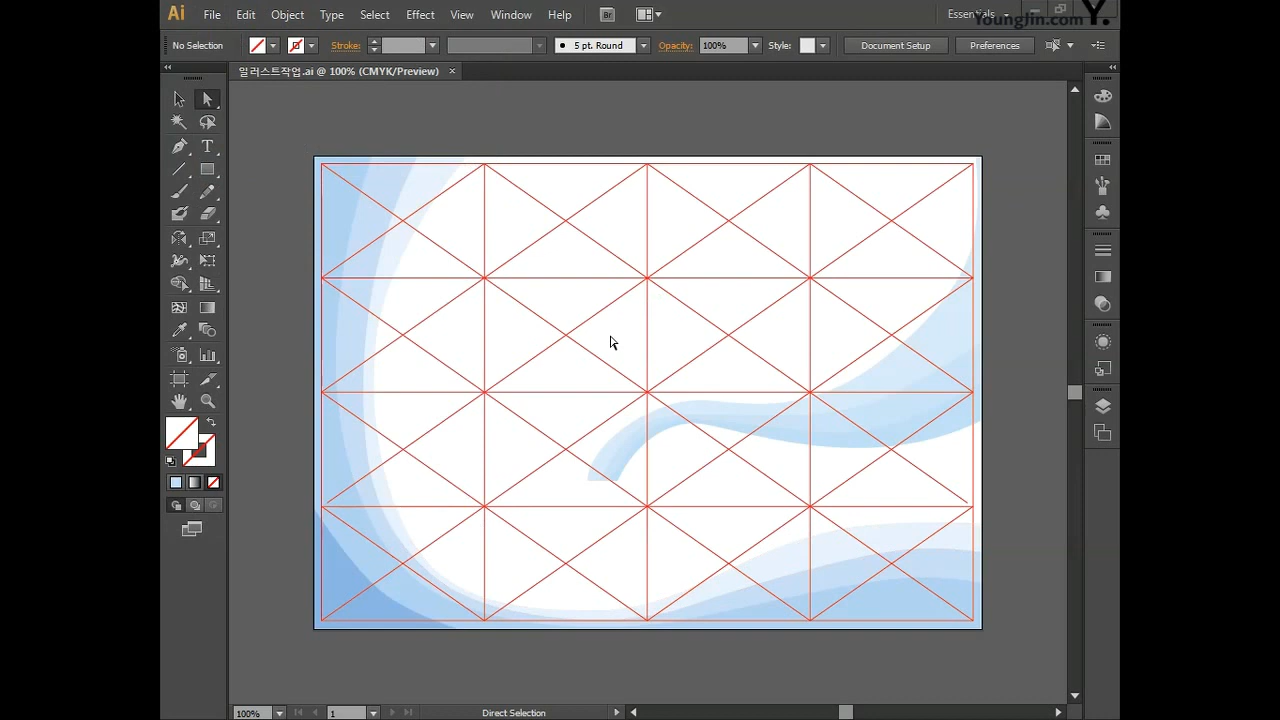 Ai File Edit Object Type Select Effect View Window Help Br Essentials
YoungJin.com Y.
No Selection Stroke: 5 pt. Round Opacity: 100% Style: Document Setup Preferences
일러스트작업.ai @ 100% (CMYK/Preview) ×
T
100% 1 Direct Selection